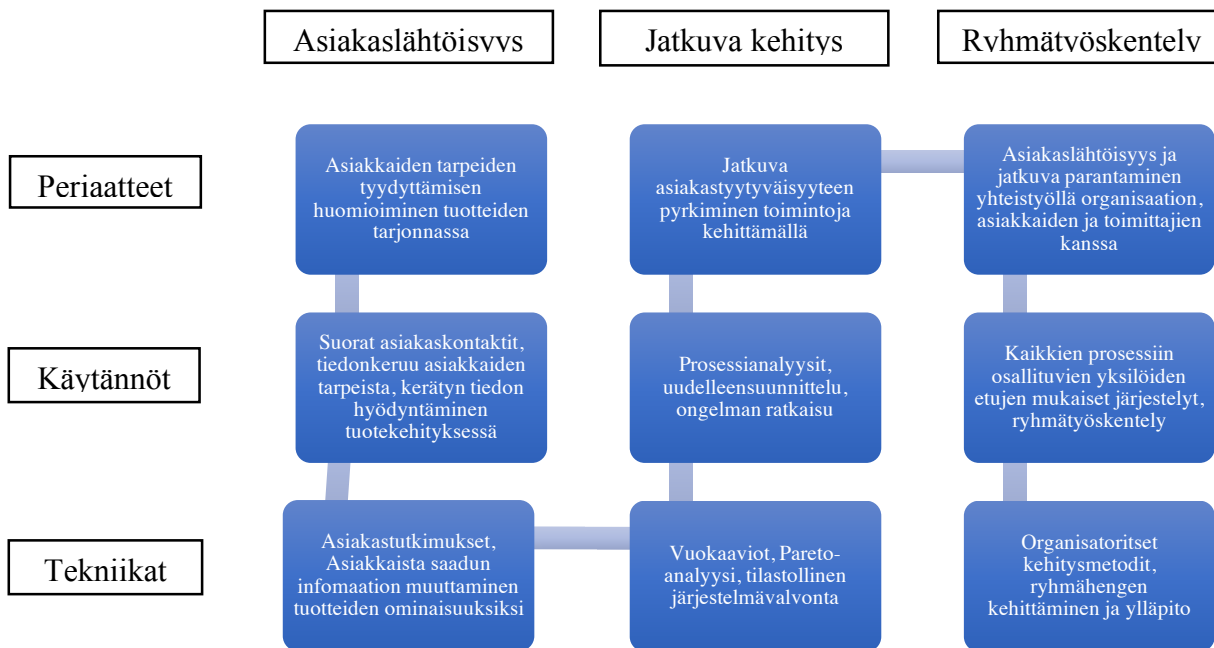 Asiakaslähtöisyys
Jatkuva kehitys
Ryhmätyöskentely
Periaatteet
Asiakkaiden tarpeiden
tyydyttämisen
huomioiminen tuotteiden
tarjonnassa
Jatkuva
asiakastyytyväisyyteen
pyrkiminen toimintoja
kehittämällä
Asiakaslähtöisyys ja
jatkuva parantaminen
yhteistyöllä organisaation,
asiakkaiden ja toimittajien
kanssa
Käytännöt
Suorat asiakaskontaktit,
tiedonkeruu asiakkaiden
tarpeista, kerätyn tiedon
hyödyntäminen
tuotekehityksessä
Prosessianalyysit,
uudelleensuunnittelu,
ongelman ratkaisu
Kaikkien prosessiin
osallituvien yksilöiden
etujen mukaiset järjestelyt,
ryhmätyöskentely
Tekniikat
Asiakastutkimukset,
Asiakkaista saadun
infomaation muuttaminen
tuotteiden ominaisuuksiksi
Vuokaaviot, Pareto-
analyysi, tilastollinen
järjestelmävalvonta
Organisatoritset
kehitysmetodit,
ryhmähengen
kehittäminen ja ylläpito